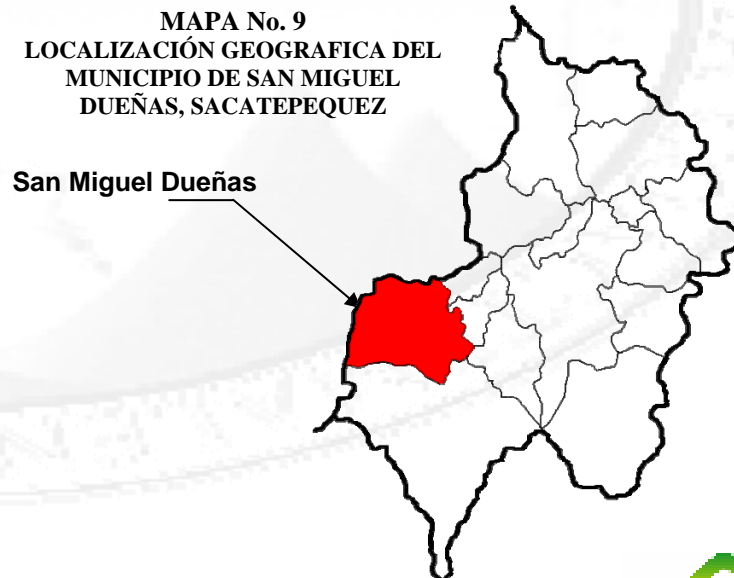 MAPA No. 9
LOCALIZACIÓN GEOGRAFICA DEL
MUNICIPIO DE SAN MIGUEL
DUEÑAS, SACATEPEQUEZ
San Miguel Dueñas